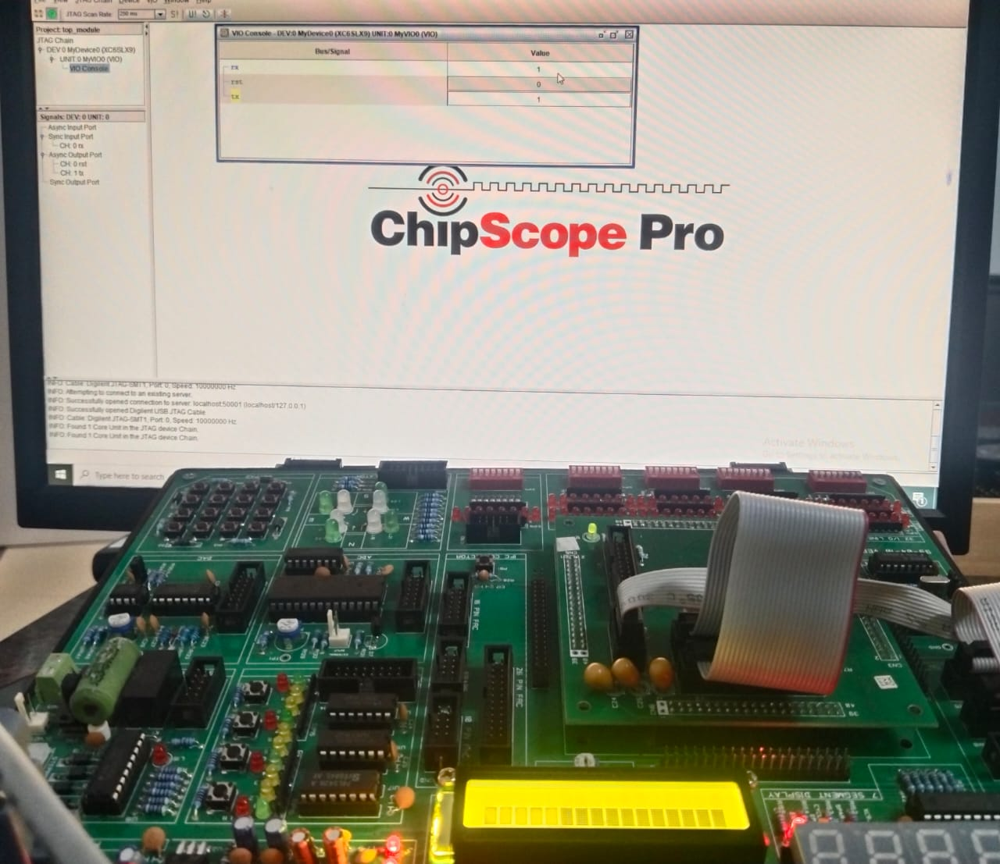 JTAG Chain
Window
Help
JTAG Scan Rate: 250 ms
S!
U!
Project: top_module
JTAG Chain
DEV:0 MyDevice0 (XC6SLX9)
UNIT:0 MyVIO0 (VIO)
VIO Console
Signals: DEV: 0 UNIT: 0
Async Input Port
Sync Input Port
CH: 0 rx
Async Output Port
CH: 0 rst
CH: 1 tx
Sync Output Port
VIO Console - DEV:0 MyDevice0 (XC6SLX9) UNIT:0 MyVIO0 (VIO)
Bus/Signal Value
rx 1
rst 0
tx 1
ChipScope Pro
INFO: Cable: Digilent JTAG-SMT1, Port: 0, Speed: 10000000 Hz
INFO: Attempting to connect to an existing server.
INFO: Successfully opened connection to server: localhost:50001 (localhost/127.0.0.1)
INFO: Successfully opened Digilent USB JTAG Cable
INFO: Cable: Digilent JTAG-SMT1, Port: 0, Speed: 10000000 Hz
INFO: Found 1 Core Unit in the JTAG device Chain.
INFO: Found 1 Core Unit in the JTAG device Chain.
Activate Windows
Go to Settings to activate Windows.
Type here to search
DAC
ADC
16 PIN FRC
26 PIN FRC
CN3
7 SEGMENT DISPLAY